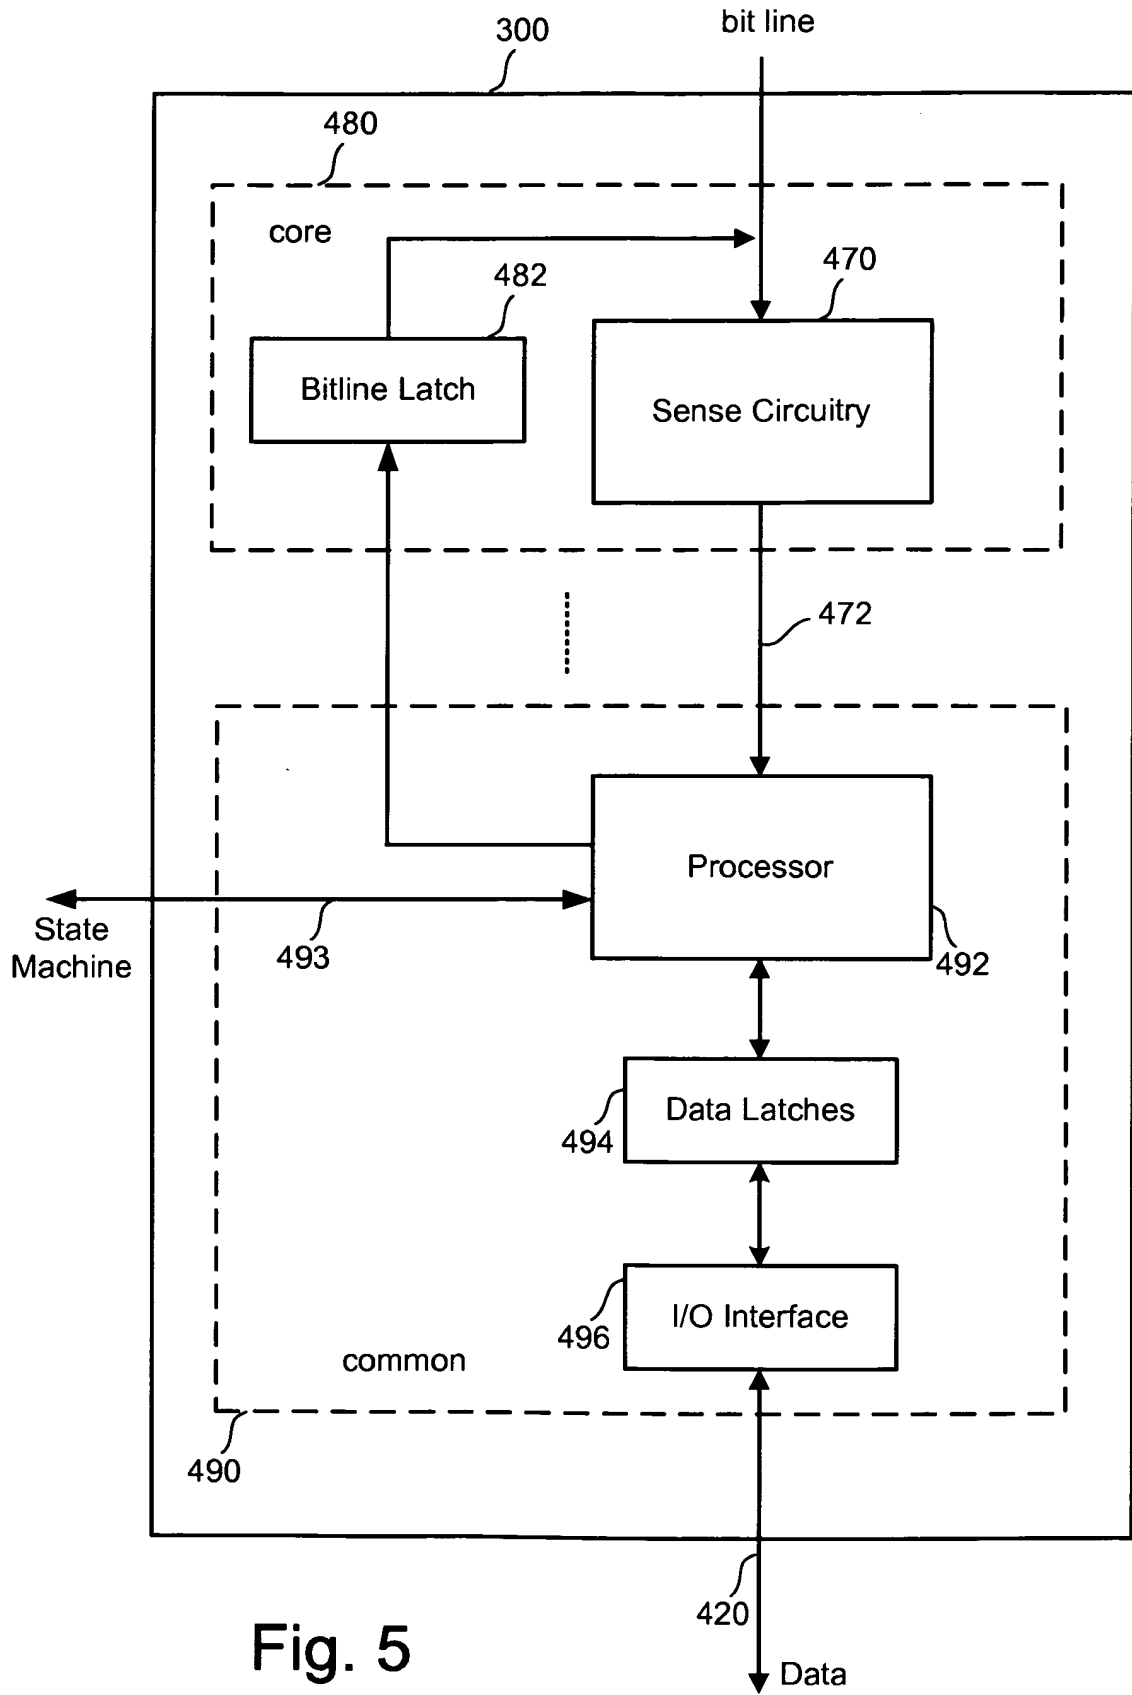 300
bit line
480
core
482
470
Bitline Latch
Sense Circuitry
472
Processor
State
Machine
493
492
Data Latches
494
I/O Interface
496
common
490
420
Fig. 5
Data